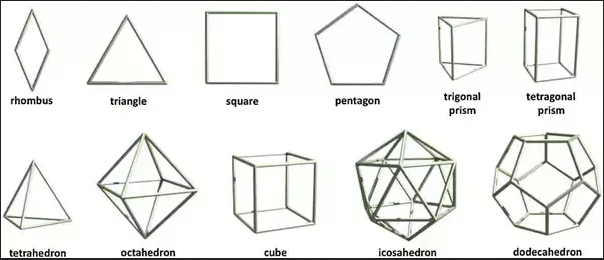 rhombus
triangle
square
pentagon
trigonal
prism
tetragonal
prism
tetrahedron
octahedron
cube
icosahedron
dodecahedron